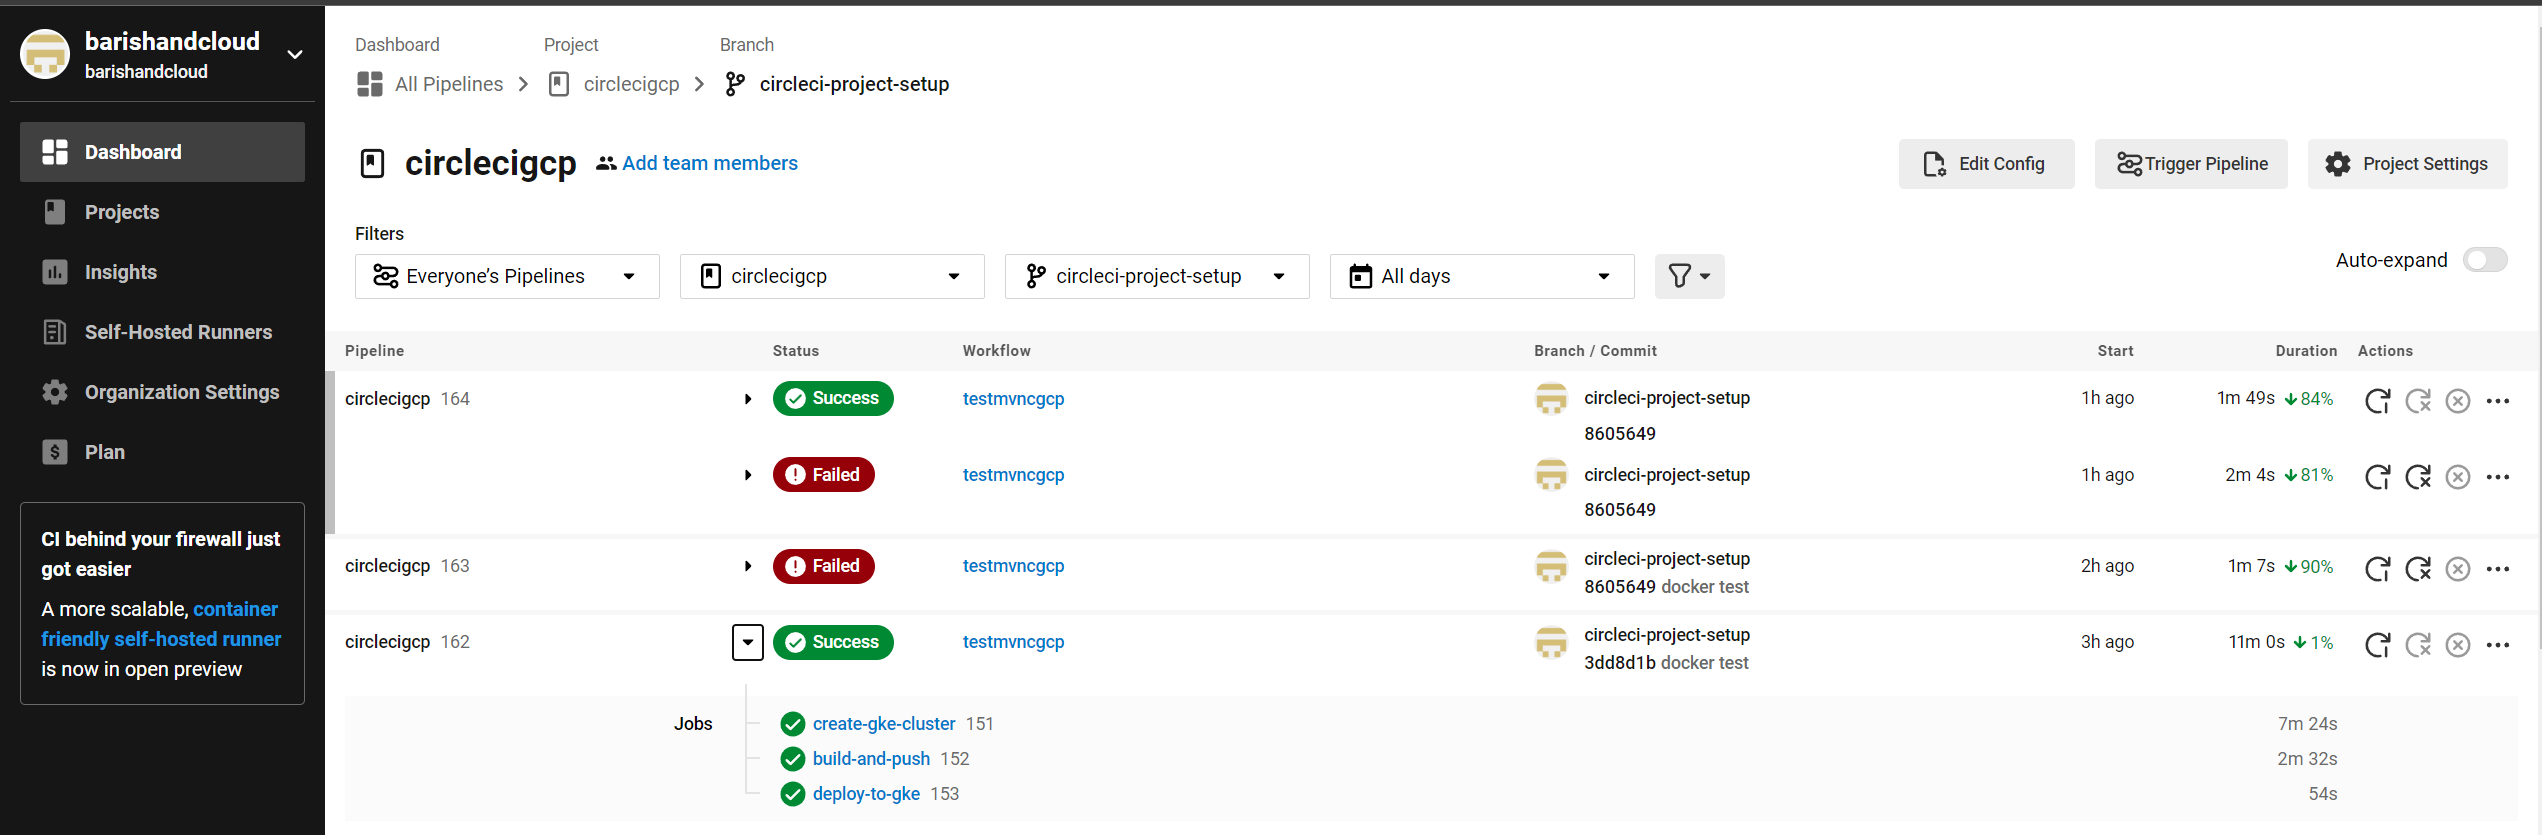 barishandcloud
barishandcloud
Dashboard
Projects
Insights
Self-Hosted Runners
Organization Settings
Plan
CI behind your firewall just
got easier
A more scalable, container
friendly self-hosted runner
is now in open preview
Dashboard Project Branch
All Pipelines circlecigcp circleci-project-setup
circlecigcp Add team members
Edit Config Trigger Pipeline Project Settings
Filters
Everyone’s Pipelines circlecigcp circleci-project-setup All days
Auto-expand
Pipeline Status Workflow Branch / Commit Start Duration Actions
circlecigcp 164 Success testmvncgcp circleci-project-setup 1h ago 1m 49s 84%
8605649
Failed testmvncgcp circleci-project-setup 1h ago 2m 4s 81%
8605649
circlecigcp 163 Failed testmvncgcp circleci-project-setup 2h ago 1m 7s 90%
8605649 docker test
circlecigcp 162 Success testmvncgcp circleci-project-setup 3h ago 11m 0s 1%
3dd8d1b docker test
Jobs create-gke-cluster 151 7m 24s
build-and-push 152 2m 32s
deploy-to-gke 153 54s